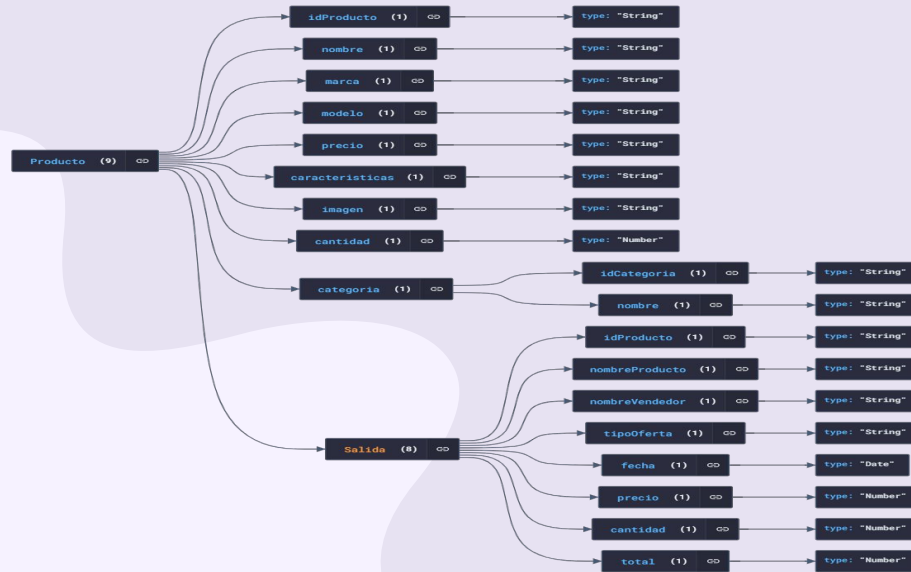 idProducto (1) type: "String"
nombre (1) type: "String"
marca (1) type: "String"
modelo (1) type: "String"
precio (1) type: "String"
Producto (9)
caracteristicas (1) type: "String"
imagen (1) type: "String"
cantidad (1) type: "Number"
idCategoria (1) type: "String"
categoria (1)
nombre (1) type: "String"
idProducto (1) type: "String"
nombreProducto (1) type: "String"
nombreVendedor (1) type: "String"
tipoOferta (1) type: "String"
Salida (8)
fecha (1) type: "Date"
precio (1) type: "Number"
cantidad (1) type: "Number"
total (1) type: "Number"